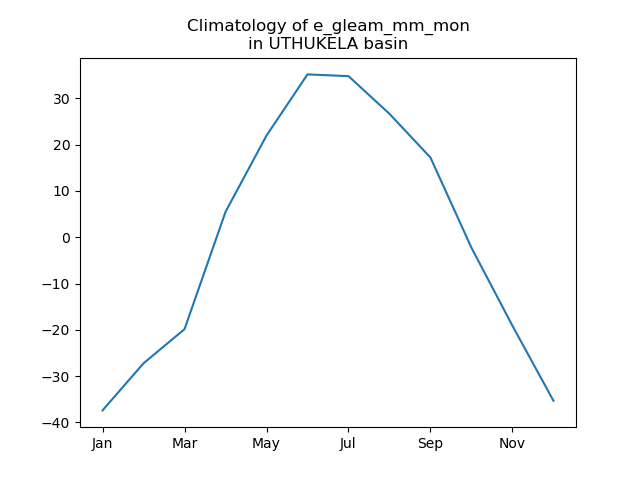 Climatology of e_gleam_mm_mon
in UTHUKELA basin
30
20
10
0
−10
−20
−30
−40
Jan
Mar
May
Jul
Sep
Nov